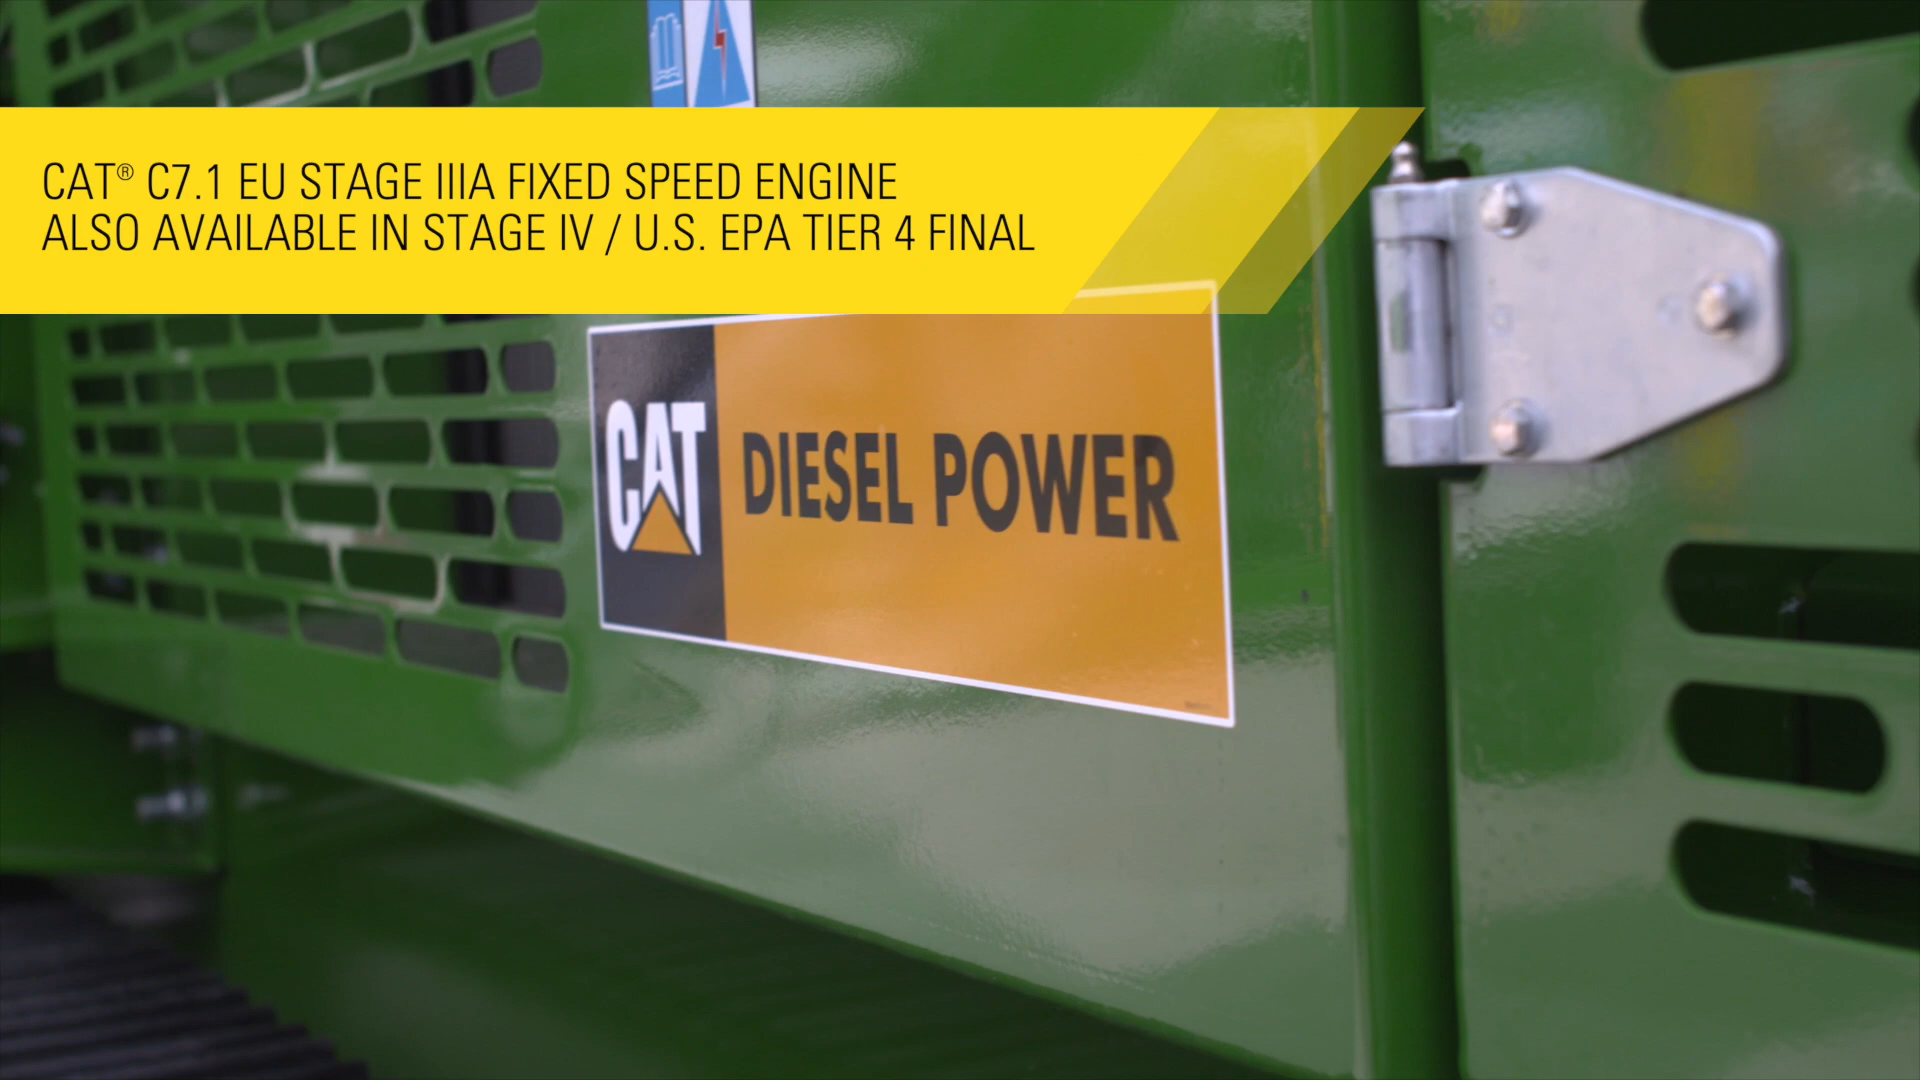 CAT® C7.1 EU STAGE IIIA FIXED SPEED ENGINE
ALSO AVAILABLE IN STAGE IV / U.S. EPA TIER 4 FINAL
CAT DIESEL POWER